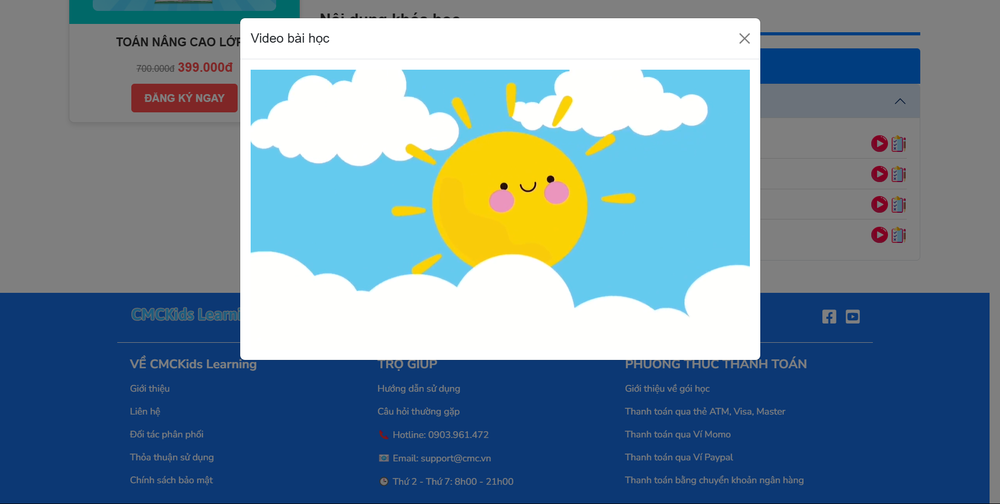 Nội dung khóa học
Video bài học
TOÁN NÂNG CAO LỚP
700.000đ 399.000đ
ĐĂNG KÝ NGAY
CMCKids Learni
VỀ CMCKids Learning
Giới thiệu
Liên hệ
Đối tác phân phối
Thỏa thuận sử dụng
Chính sách bảo mật
TRỢ GIÚP
Hướng dẫn sử dụng
Câu hỏi thường gặp
Hotline: 0903.961.472
Email: support@cmc.vn
Thứ 2 - Thứ 7: 8h00 - 21h00
PHƯƠNG THỨC THANH TOÁN
Giới thiệu về gói học
Thanh toán qua thẻ ATM, Visa, Master
Thanh toán qua Ví Momo
Thanh toán qua Ví Paypal
Thanh toán bằng chuyển khoản ngân hàng